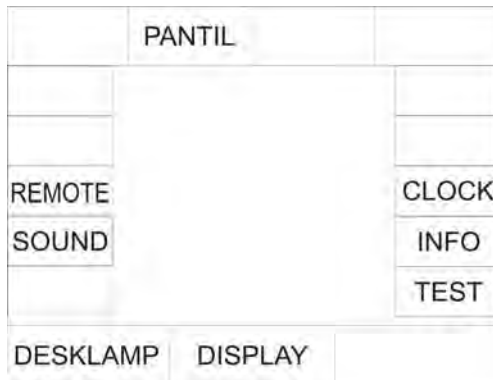 PANTIL
REMOTE
CLOCK
SOUND
INFO
TEST
DESKLAMP
DISPLAY